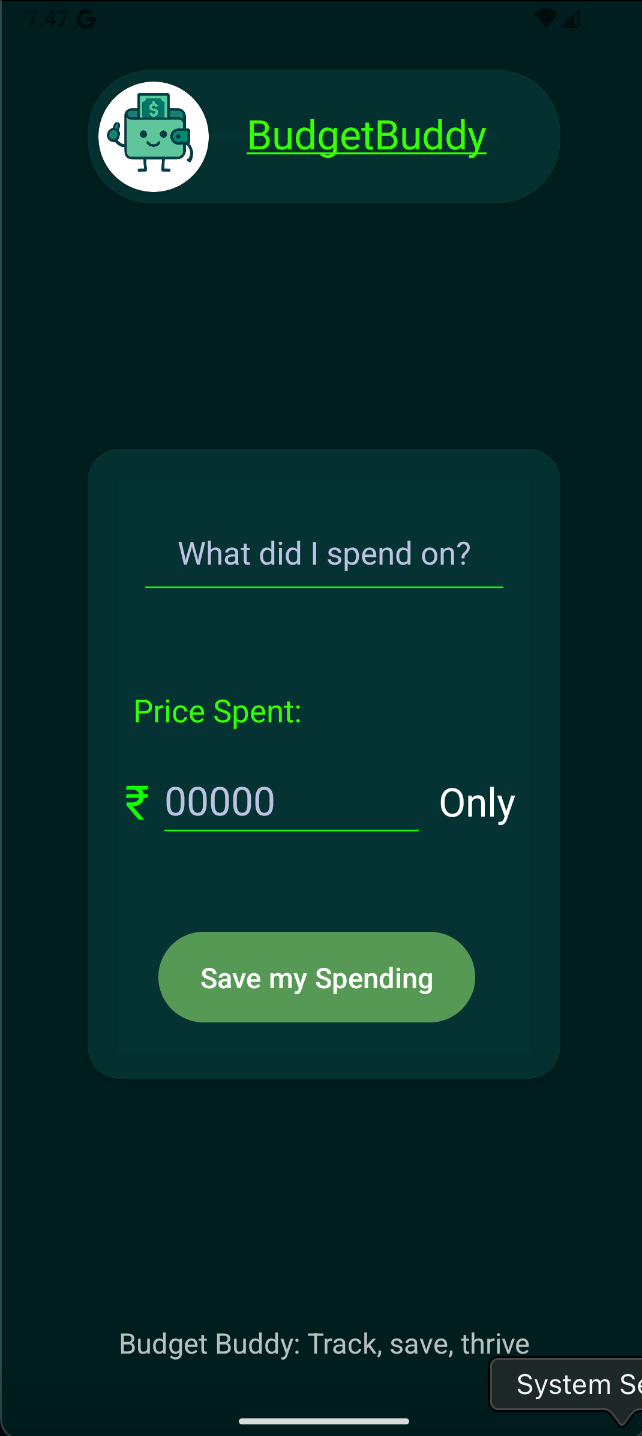 7:47 G
$
BudgetBuddy
What did I spend on?
Price Spent:
₹ 00000 Only
Save my Spending
Budget Buddy: Track, save, thrive
System Se